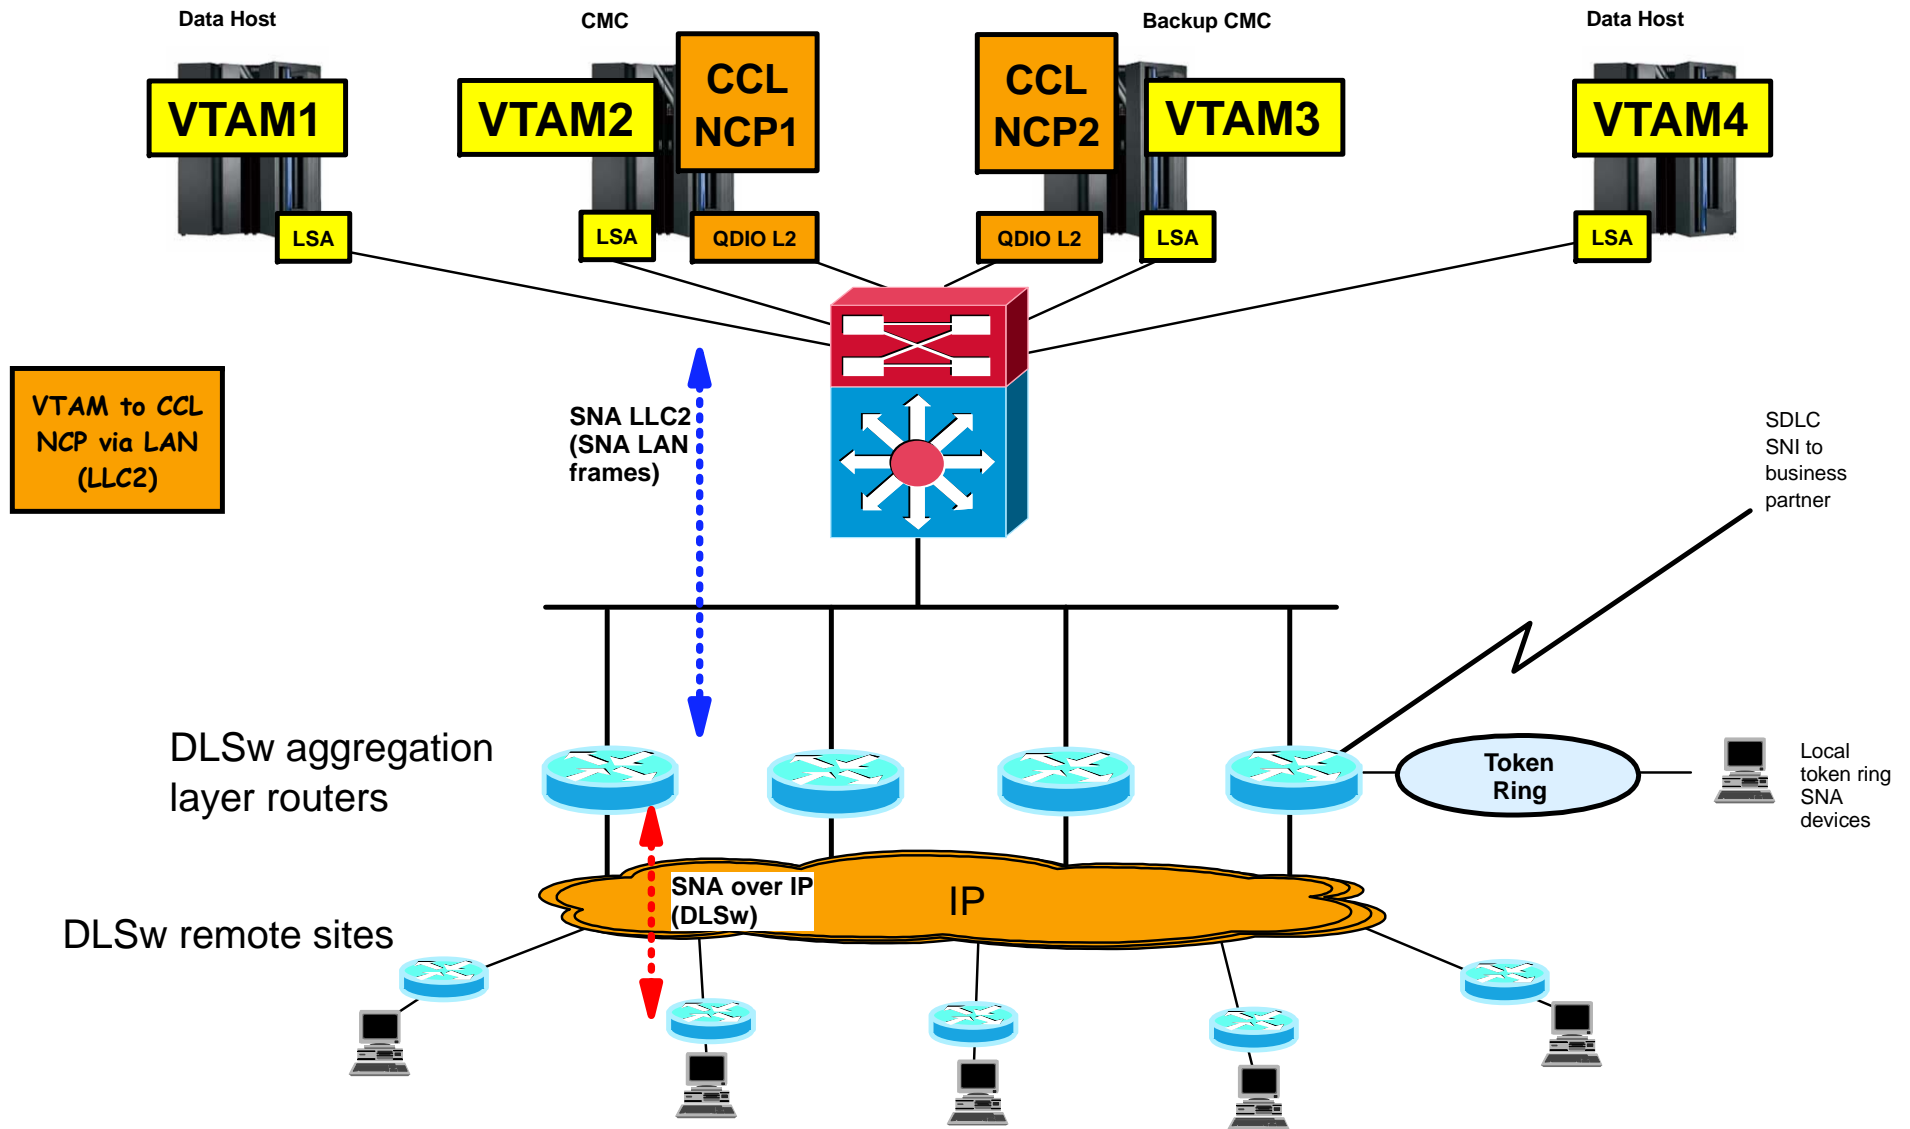 Data Host
CMC
Backup CMC
Data Host
VTAM1
VTAM2
CCL
NCP1
CCL
NCP2
VTAM3
VTAM4
LSA
LSA
QDIO L2
QDIO L2
LSA
LSA
VTAM to CCL
NCP via LAN
(LLC2)
SNA LLC2
(SNA LAN
frames)
SDLC
SNI to
business
partner
DLSw aggregation
layer routers
Token
Ring
Local
token ring
SNA
devices
SNA over IP
(DLSw)
IP
DLSw remote sites